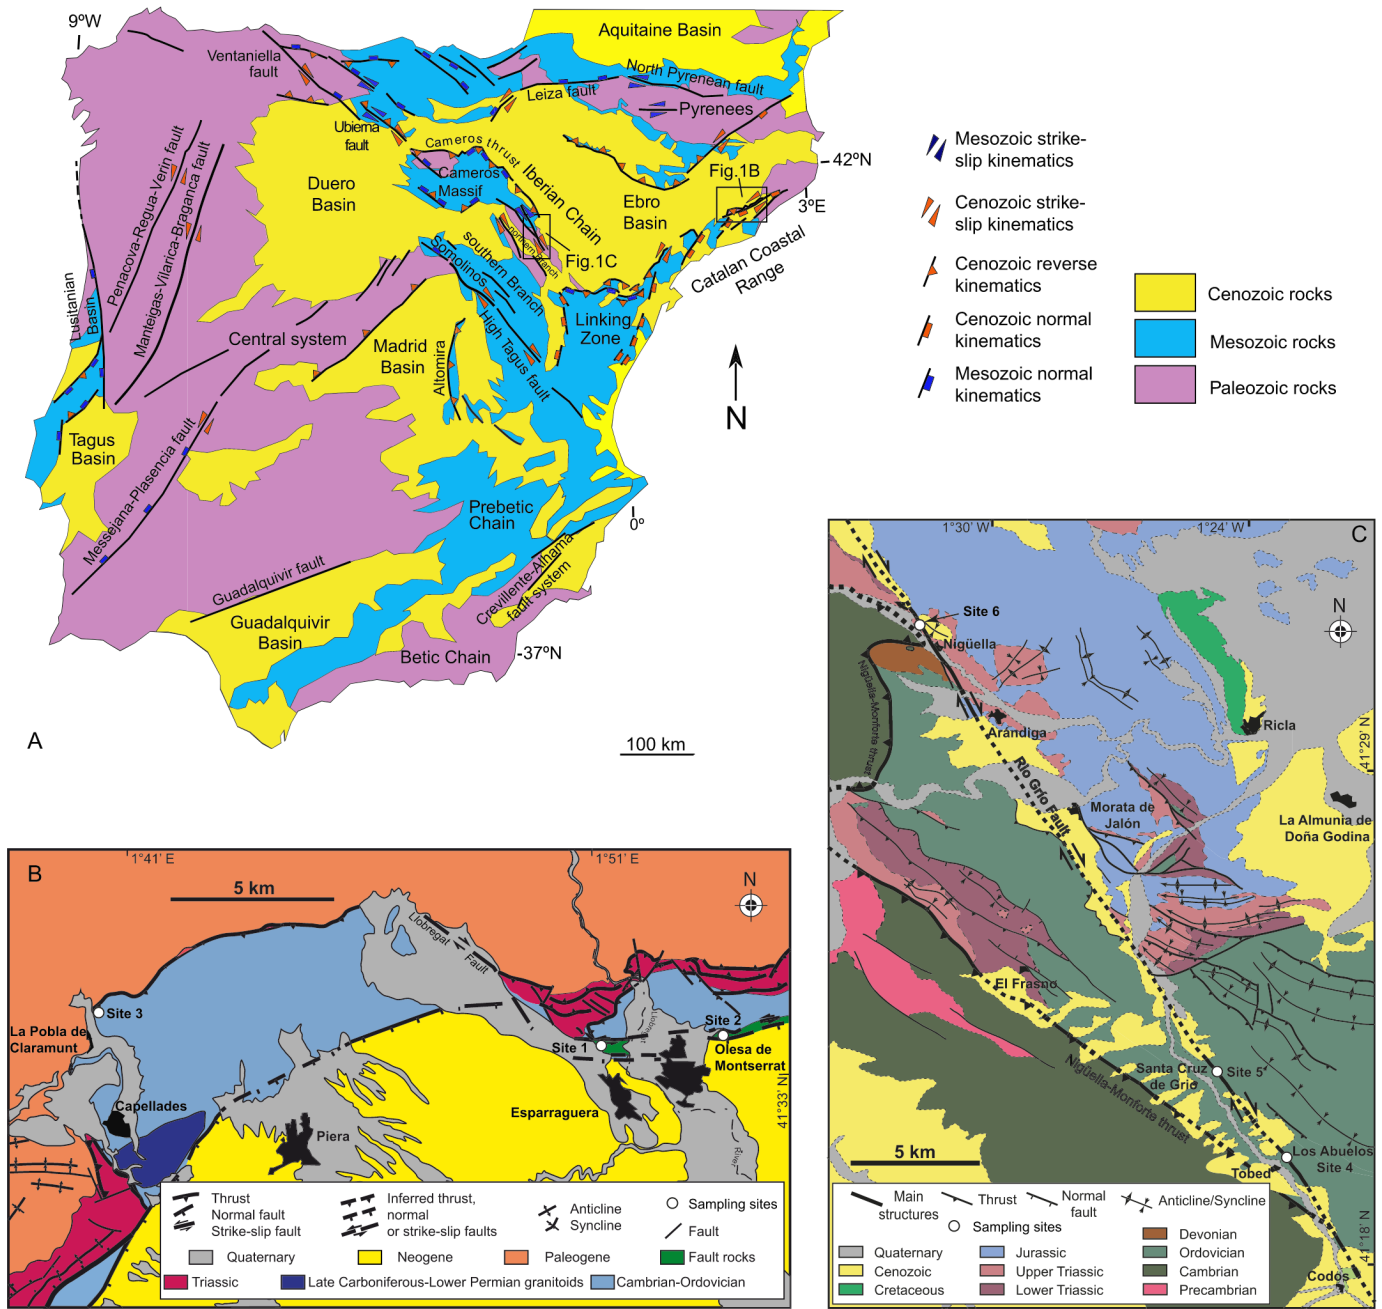 9ºW
Aquitaine Basin
Ventaniella
fault
North Pyrenean fault
Leiza fault
Pyrenees
Ubierna
fault
Cameros thrust
42ºN
Fig.1B
3ºE
Cameros
Massif
Iberian Chain
Duero
Basin
Ebro
Basin
Penacova-Regua-Verin fault
Manteigas-Vilarica-Braganca fault
northern Branch
Fig.1C
southern Branch
Somolinos
Catalan Coastal
Range
Lusitanian
Basin
Central system
Madrid
Basin
Altomira
High Tagus fault
Linking
Zone
N
Tagus
Basin
Messejana-Plasencia fault
Prebetic
Chain
0º
Guadalquivir fault
Crevillente-Alhama
fault system
Guadalquivir
Basin
Betic Chain
37ºN
A
100 km
Mesozoic strike-
slip kinematics
Cenozoic strike-
slip kinematics
Cenozoic reverse
kinematics
Cenozoic normal
kinematics
Mesozoic normal
kinematics
Cenozoic rocks
Mesozoic rocks
Paleozoic rocks
B
1°41' E
1°51' E
5 km
N
Llobregat
Fault
Site 3
La Pobla de
Claramunt
Site 2
Site 1
Olesa de
Montserrat
Llobregat
Capellades
Esparraguera
Piera
River
41°33' N
Thrust
Normal fault
Strike-slip fault
Inferred thrust,
normal
or strike-slip faults
Anticline
Syncline
Sampling sites
Fault
Quaternary
Neogene
Paleogene
Fault rocks
Triassic
Late Carboniferous-Lower Permian granitoids
Cambrian-Ordovician
1°30' W
1°24' W
C
N
Site 6
Nigüella
Nigüella-Monforte thrust
Arándiga
Ricla
41°29' N
Río Grío Fault
Morata de
Jalón
La Almunia de
Doña Godina
El Frasno
Santa Cruz
de Grío
Site 5
Nigüella-Monforte thrust
Los Abuelos
Site 4
5 km
Tobed
41°18' N
Codos
Main
structures
Thrust
Normal
fault
Anticline/Syncline
Sampling sites
Devonian
Quaternary
Jurassic
Ordovician
Cenozoic
Upper Triassic
Cambrian
Cretaceous
Lower Triassic
Precambrian